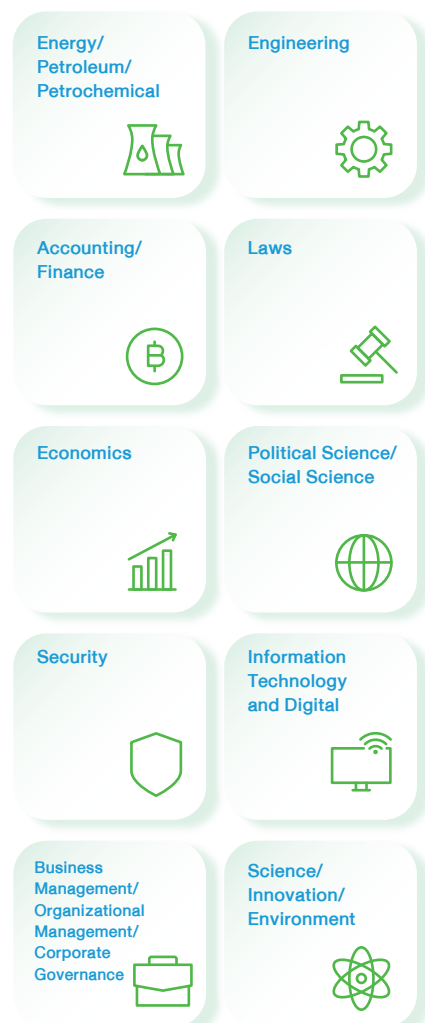 Energy/
Petroleum/
Petrochemical
Engineering
Accounting/
Finance
Laws
Economics
Political Science/
Social Science
Security
Information
Technology
and Digital
Business
Management/
Organizational
Management/
Corporate
Governance
Science/
Innovation/
Environment